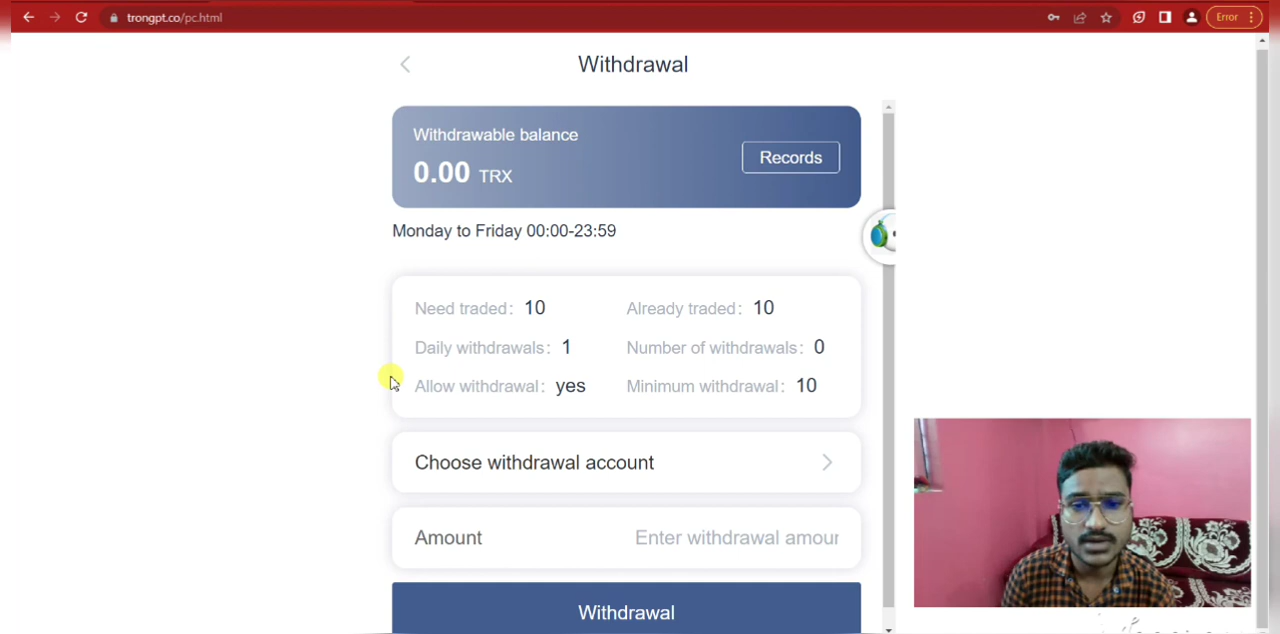 trongpt.co/pc.html
Error
Withdrawal
Withdrawable balance
0.00 TRX
Records
Monday to Friday 00:00-23:59
Need traded: 10
Already traded: 10
Daily withdrawals: 1
Number of withdrawals: 0
Allow withdrawal: yes
Minimum withdrawal: 10
Choose withdrawal account
Amount
Enter withdrawal amour
Withdrawal